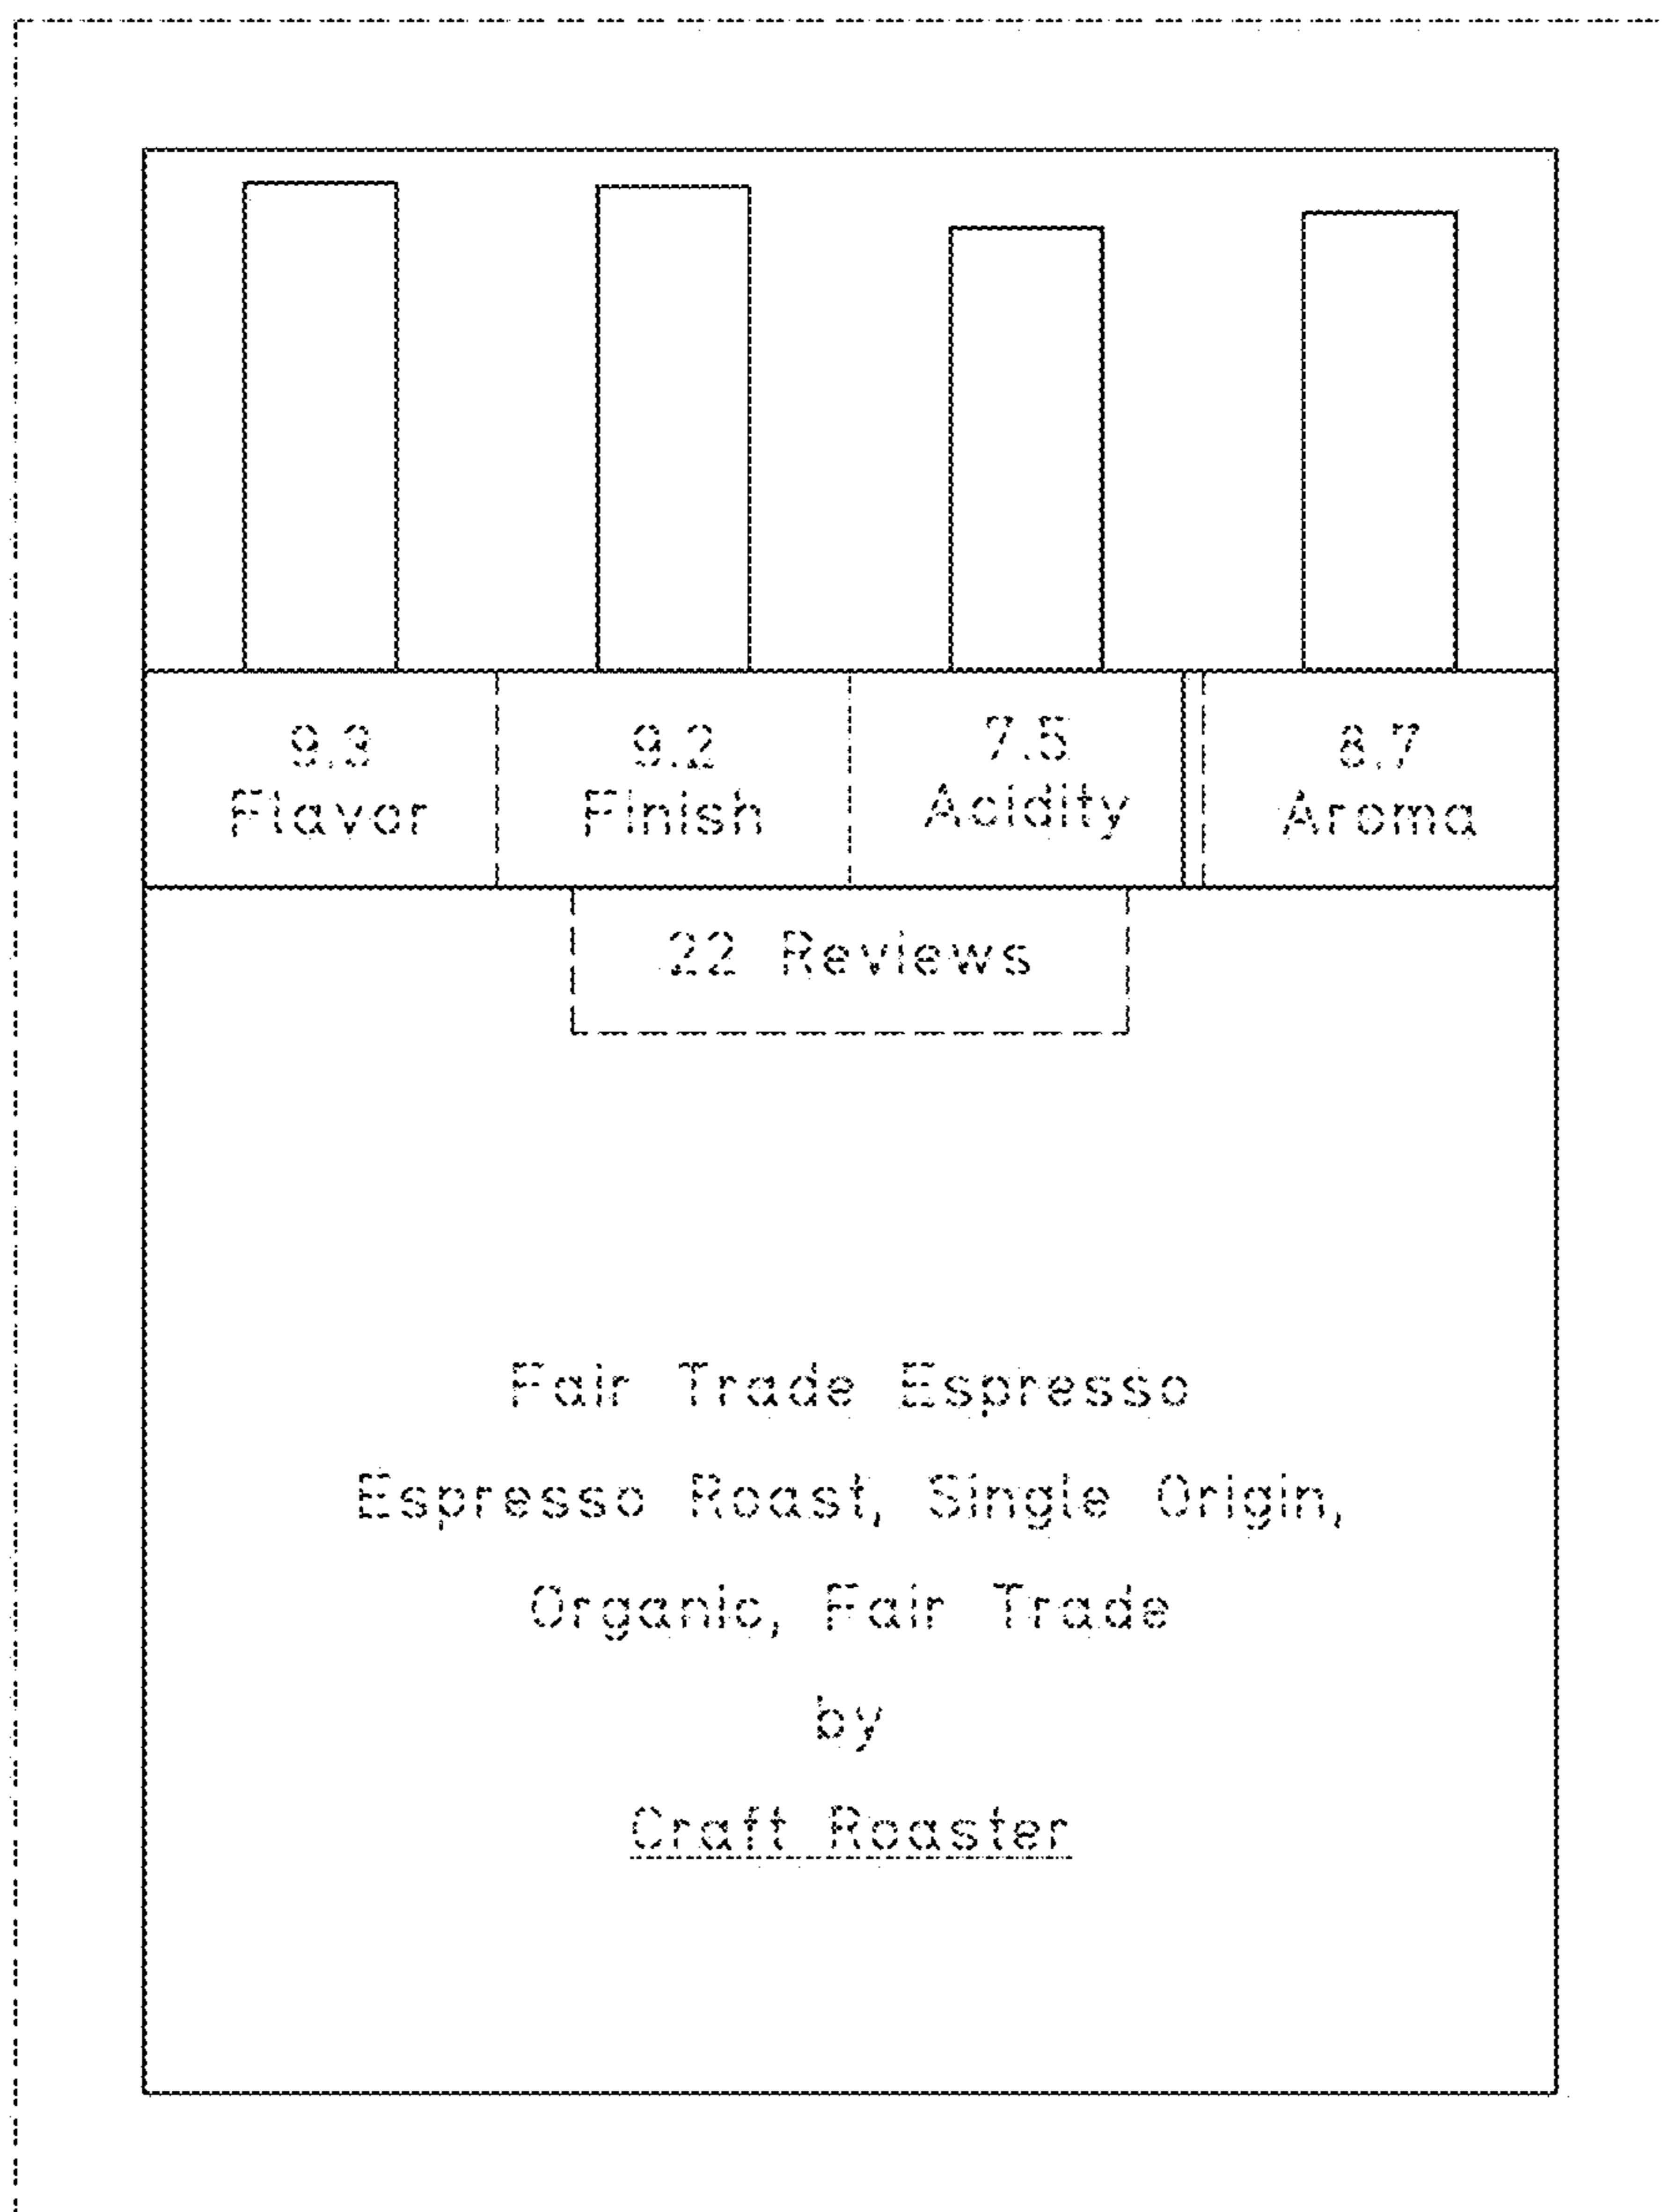 9.3
Flavor
9.2
Finish
7.5
Acidity
8.7
Aroma
22 Reviews
Fair Trade Espresso
Espresso Roast, Single Origin,
Organic, Fair Trade
by
Craft Roaster